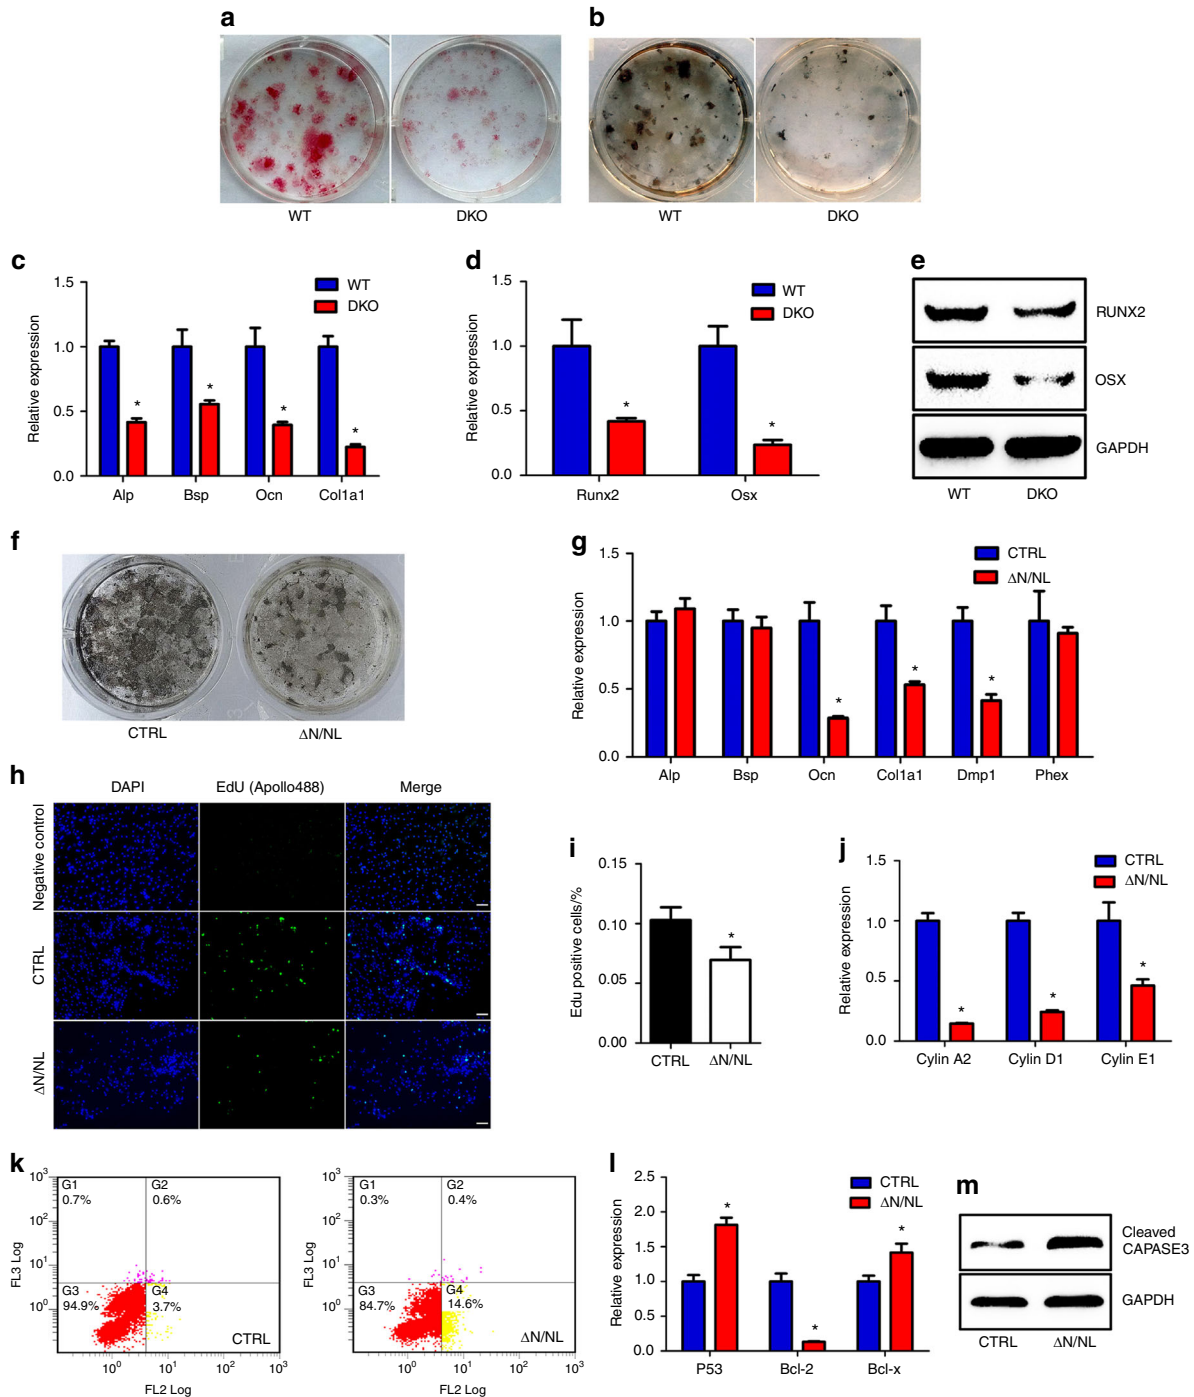 a
b
WT
DKO
WT
DKO
c
1.5
1.0
0.5
0.0
Relative expression
WT
DKO
Alp
Bsp
Ocn
Col1a1
*
*
*
*
d
1.5
1.0
0.5
0.0
Relative expression
WT
DKO
Runx2
Osx
*
*
e
RUNX2
OSX
GAPDH
WT
DKO
f
CTRL
ΔN/NL
g
1.5
1.0
0.5
0.0
Relative expression
CTRL
ΔN/NL
*
*
*
Alp
Bsp
Ocn
Col1a1
Dmp1
Phex
h
DAPI
EdU (Apollo488)
Merge
Negative control
CTRL
ΔN/NL
i
0.15
0.10
0.05
0.00
Edu positive cells/%
*
CTRL
ΔN/NL
j
1.5
1.0
0.5
0.0
Relative expression
CTRL
ΔN/NL
*
*
*
Cylin A2
Cylin D1
Cylin E1
k
10³
10²
10¹
10⁰
FL3 Log
G1
0.7%
G2
0.6%
G3
94.9%
G4
3.7%
CTRL
10⁰
10¹
10²
10³
FL2 Log
10³
10²
10¹
10⁰
FL3 Log
G1
0.3%
G2
0.4%
G3
84.7%
G4
14.6%
ΔN/NL
10⁰
10¹
10²
10³
FL2 Log
l
2.5
2.0
1.5
1.0
0.5
0.0
Relative expression
CTRL
ΔN/NL
*
*
*
P53
Bcl-2
Bcl-x
m
Cleaved
CAPASE3
GAPDH
CTRL
ΔN/NL